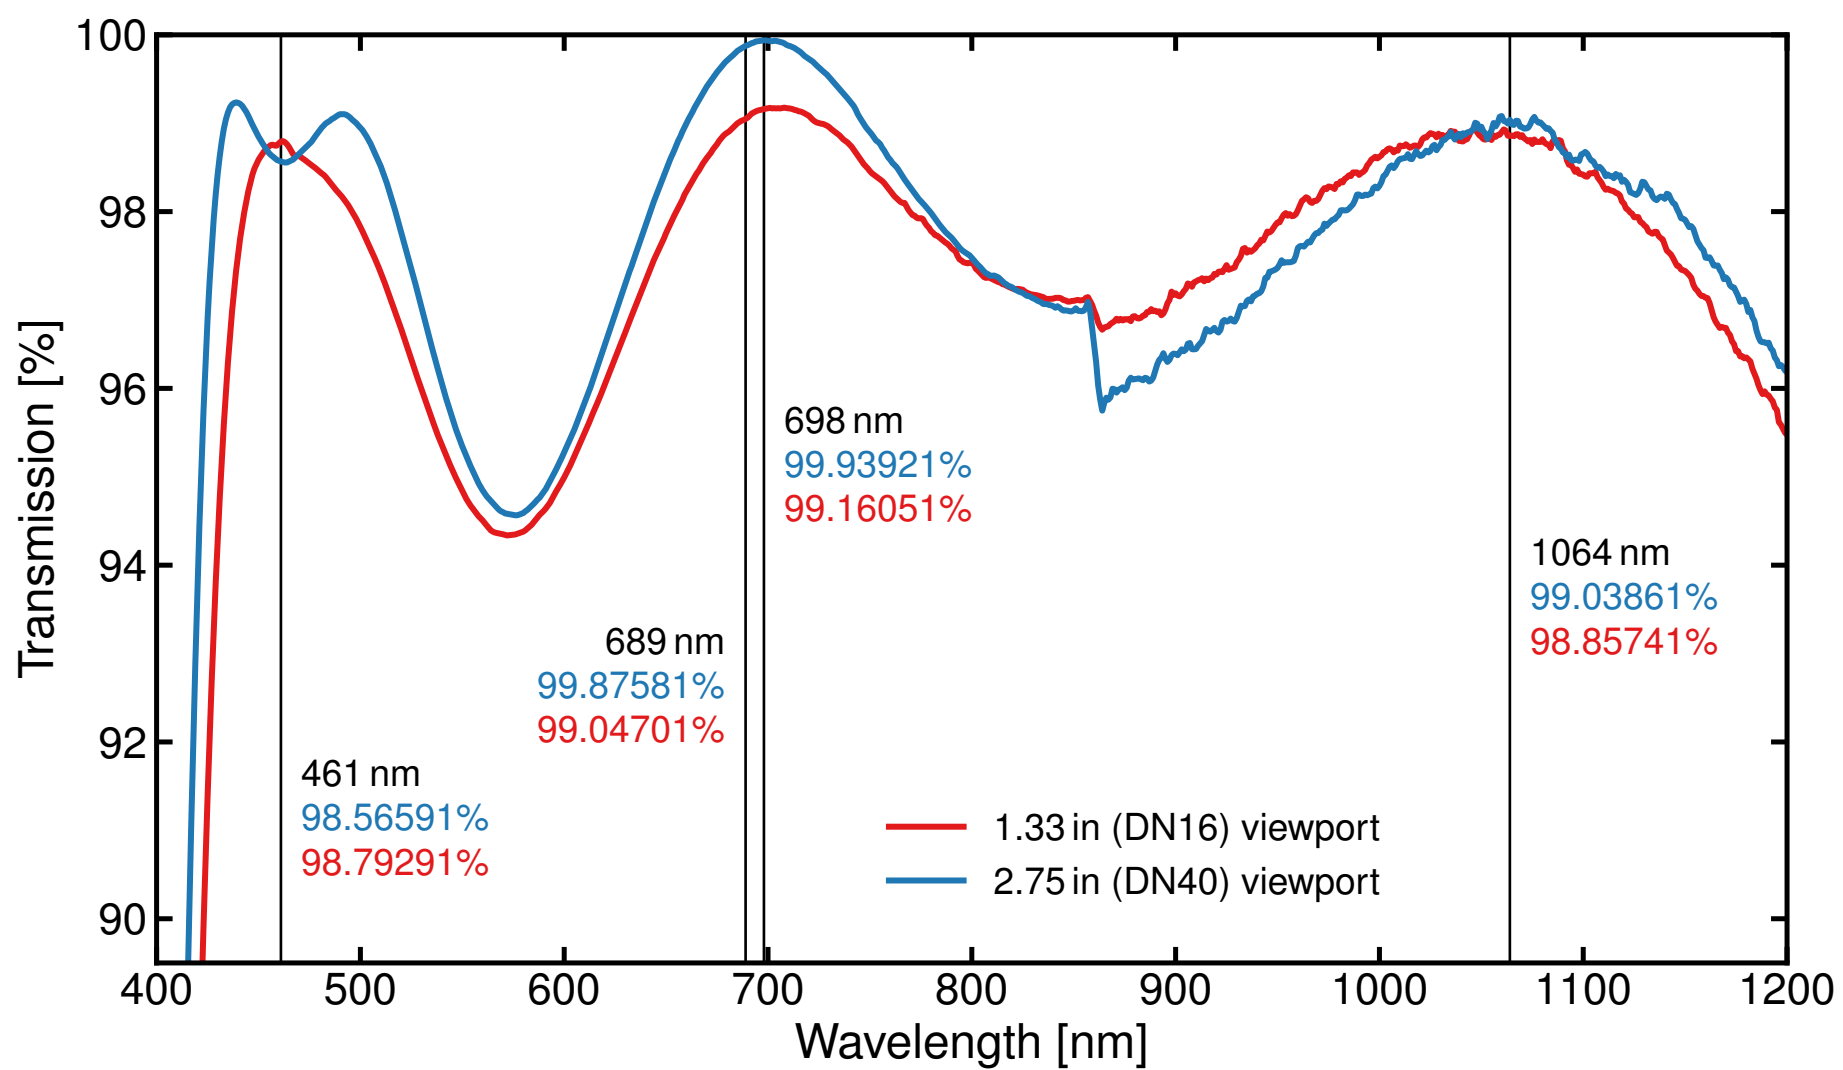 100
98
96
94
92
90
Transmission [%]
698 nm
99.93921%
99.16051%
1064 nm
99.03861%
98.85741%
689 nm
99.87581%
99.04701%
461 nm
98.56591%
98.79291%
1.33 in (DN16) viewport
2.75 in (DN40) viewport
400 500 600 700 800 900 1000 1100 1200
Wavelength [nm]